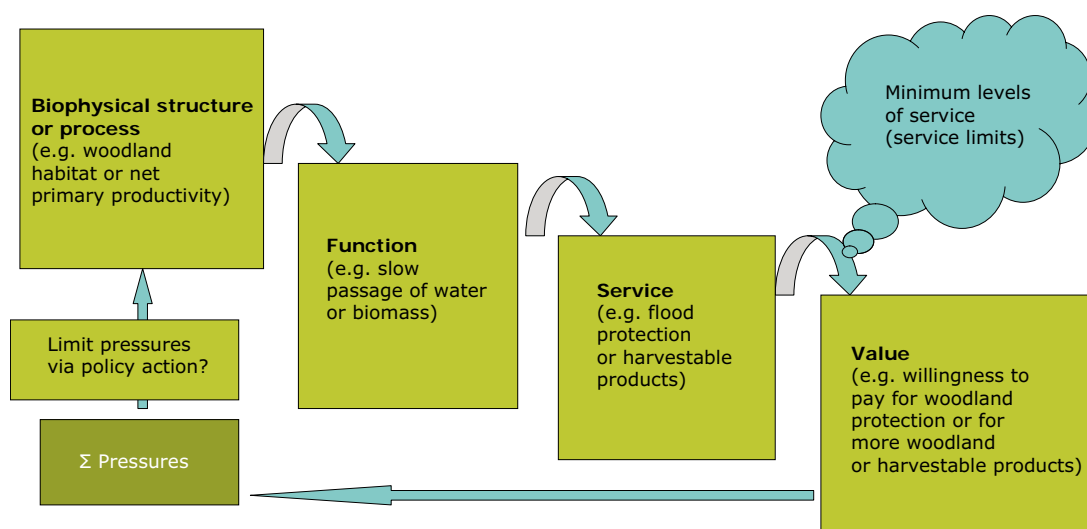 Biophysical structure
or process
(e.g. woodland
habitat or net
primary productivity)
Function
(e.g. slow
passage of water
or biomass)
Service
(e.g. flood
protection
or harvestable
products)
Minimum levels
of service
(service limits)
Value
(e.g. willingness to
pay for woodland
protection or for
more woodland
or harvestable products)
Limit pressures
via policy action?
Σ Pressures